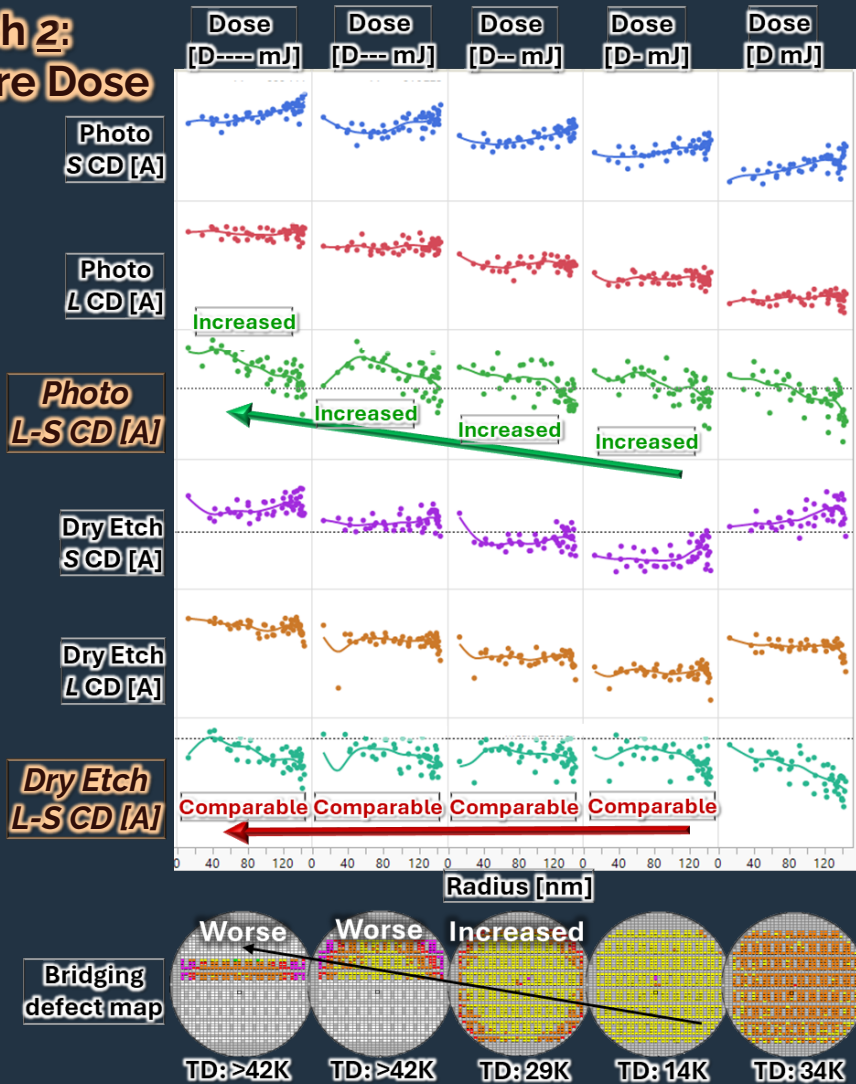 h 2:
re Dose
Dose Dose Dose Dose Dose
[D---- mJ] [D--- mJ] [D-- mJ] [D- mJ] [D mJ]
Photo
S CD [A]
Photo
L CD [A]
Increased
Photo
L-S CD [A]
Increased
Increased
Increased
Dry Etch
S CD [A]
Dry Etch
L CD [A]
Dry Etch
L-S CD [A]
Comparable Comparable Comparable Comparable
0 40 80 120 0 40 80 120 0 40 80 120 0 40 80 120 0 40 80 120
Radius [nm]
Worse Worse Increased
Bridging
defect map
TD: >42K TD: >42K TD: 29K TD: 14K TD: 34K